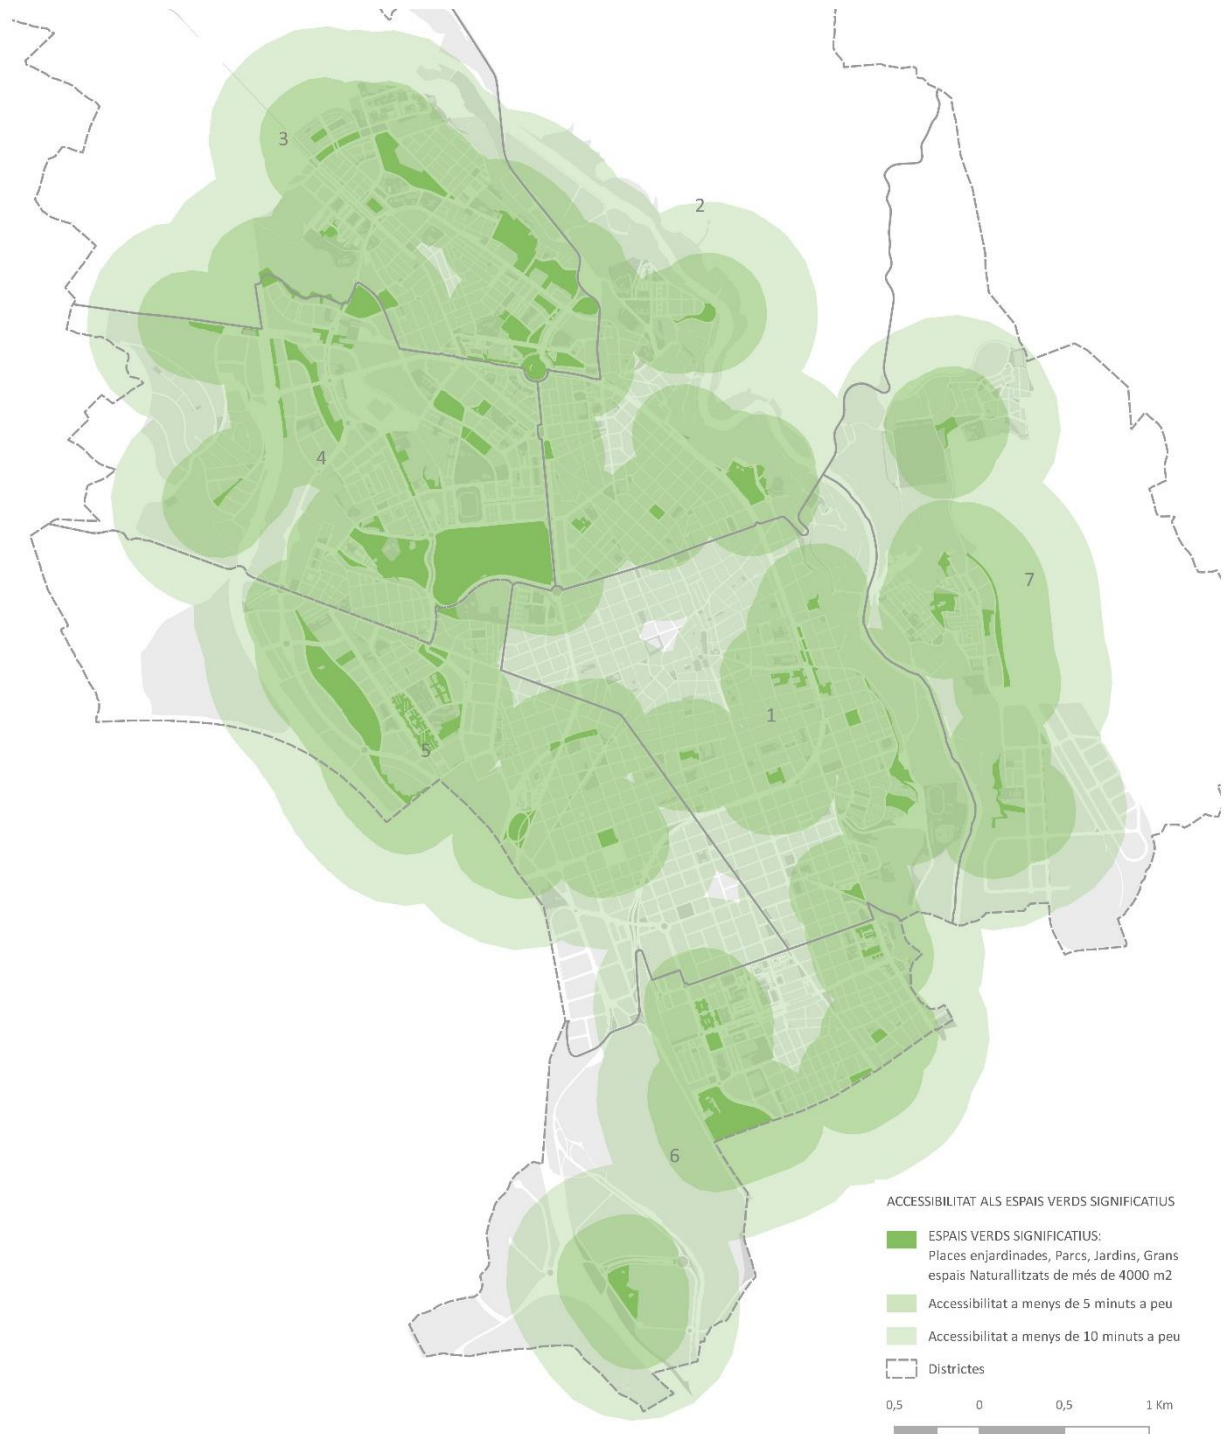 3
2
4
7
5
1
6
ACCESSIBILITAT ALS ESPAIS VERDS SIGNIFICATIUS
ESPAIS VERDS SIGNIFICATIUS:
Places enjardinades, Parcs, Jardins, Grans
espais Naturallitzats de més de 4000 m2
Accessibilitat a menys de 5 minuts a peu
Accessibilitat a menys de 10 minuts a peu
Districtes
0,5 0 0,5 1 Km